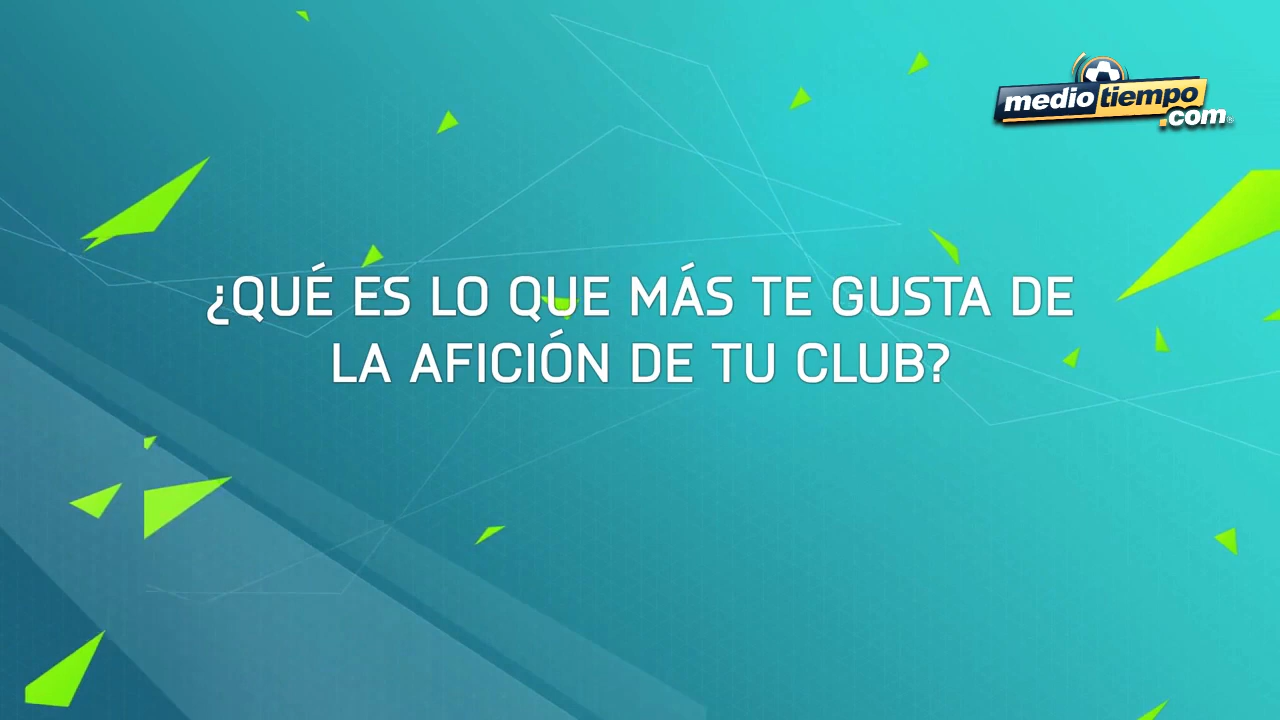 mediotiempo
.com
¿QUÉ ES LO QUE MÁS TE GUSTA DE
LA AFICIÓN DE TU CLUB?